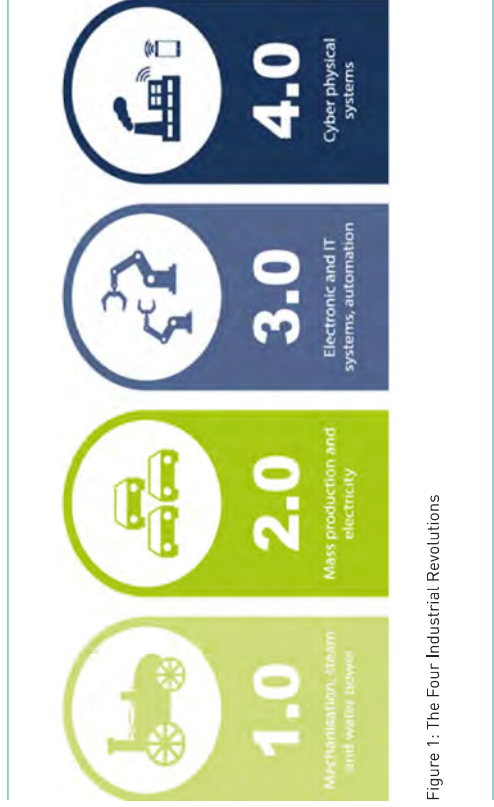 1.0
Mechanisation, steam
and water power
2.0
Mass production and
electricity
3.0
Electronic and IT
systems, automation
4.0
Cyber physical
systems
Figure 1: The Four Industrial Revolutions